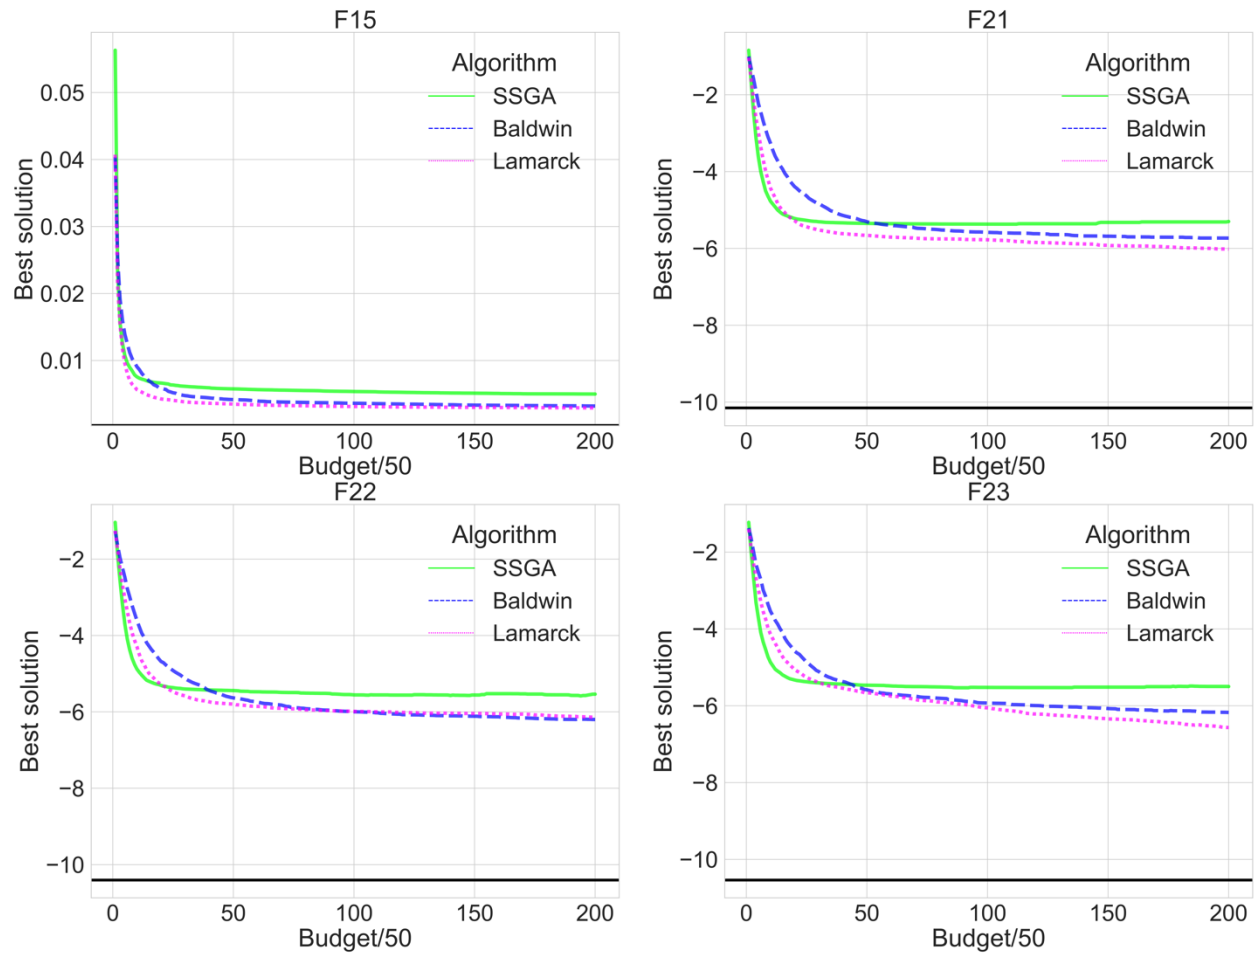 F15
Best solution
0.05
0.04
0.03
0.02
0.01
Algorithm
SSGA
Baldwin
Lamarck
0 50 100 150 200
Budget/50
F21
Best solution
−2
−4
−6
−8
−10
Algorithm
SSGA
Baldwin
Lamarck
0 50 100 150 200
Budget/50
F22
Best solution
−2
−4
−6
−8
−10
Algorithm
SSGA
Baldwin
Lamarck
0 50 100 150 200
Budget/50
F23
Best solution
−2
−4
−6
−8
−10
Algorithm
SSGA
Baldwin
Lamarck
0 50 100 150 200
Budget/50